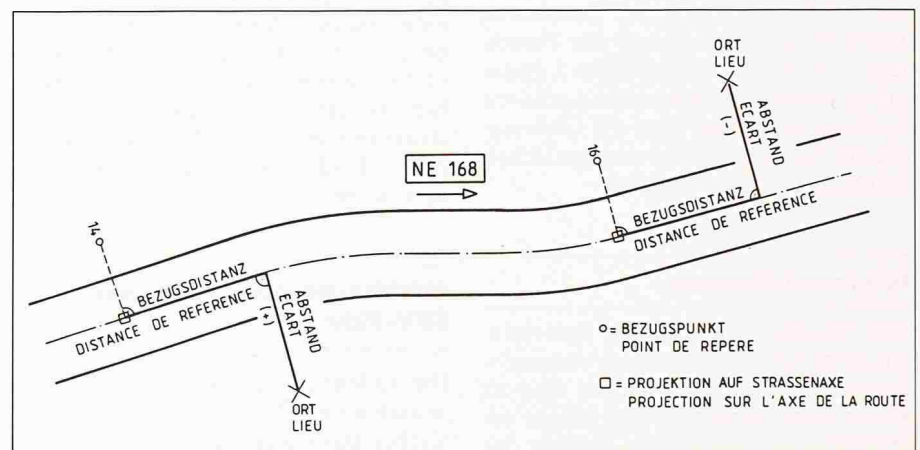 ORT
LIEU
ABSTAND
ECART
(-)
NE 168
160
BEZUGSDISTANZ
DISTANCE DE REFERENCE
14
BEZUGSDISTANZ
DISTANCE DE REFERENCE
ABSTAND
ECART
(+)
ORT
LIEU
= BEZUGSPUNKT
POINT DE REPERE
= PROJEKTION AUF STRASSENAXE
PROJECTION SUR L'AXE DE LA ROUTE